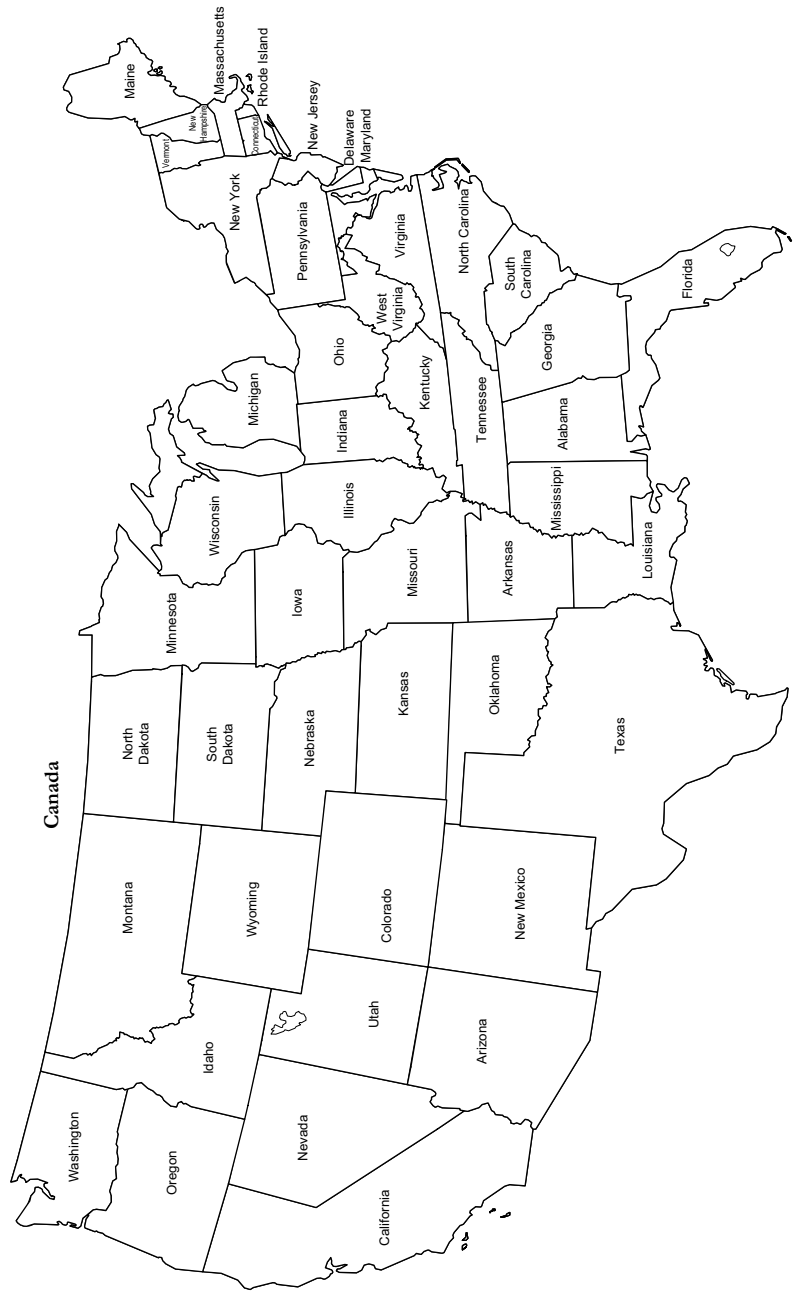 Canada
Washington
Oregon
California
Nevada
Idaho
Montana
Wyoming
Utah
Arizona
Colorado
New Mexico
North
Dakota
South
Dakota
Nebraska
Kansas
Oklahoma
Texas
Minnesota
Iowa
Missouri
Arkansas
Louisiana
Wisconsin
Illinois
Michigan
Indiana
Ohio
Kentucky
Tennessee
Mississippi
Alabama
Georgia
Florida
South
Carolina
North Carolina
Virginia
West
Virginia
Pennsylvania
New York
Vermont
New
Hampshire
Maine
Massachusetts
Rhode Island
Connecticut
New Jersey
Delaware
Maryland